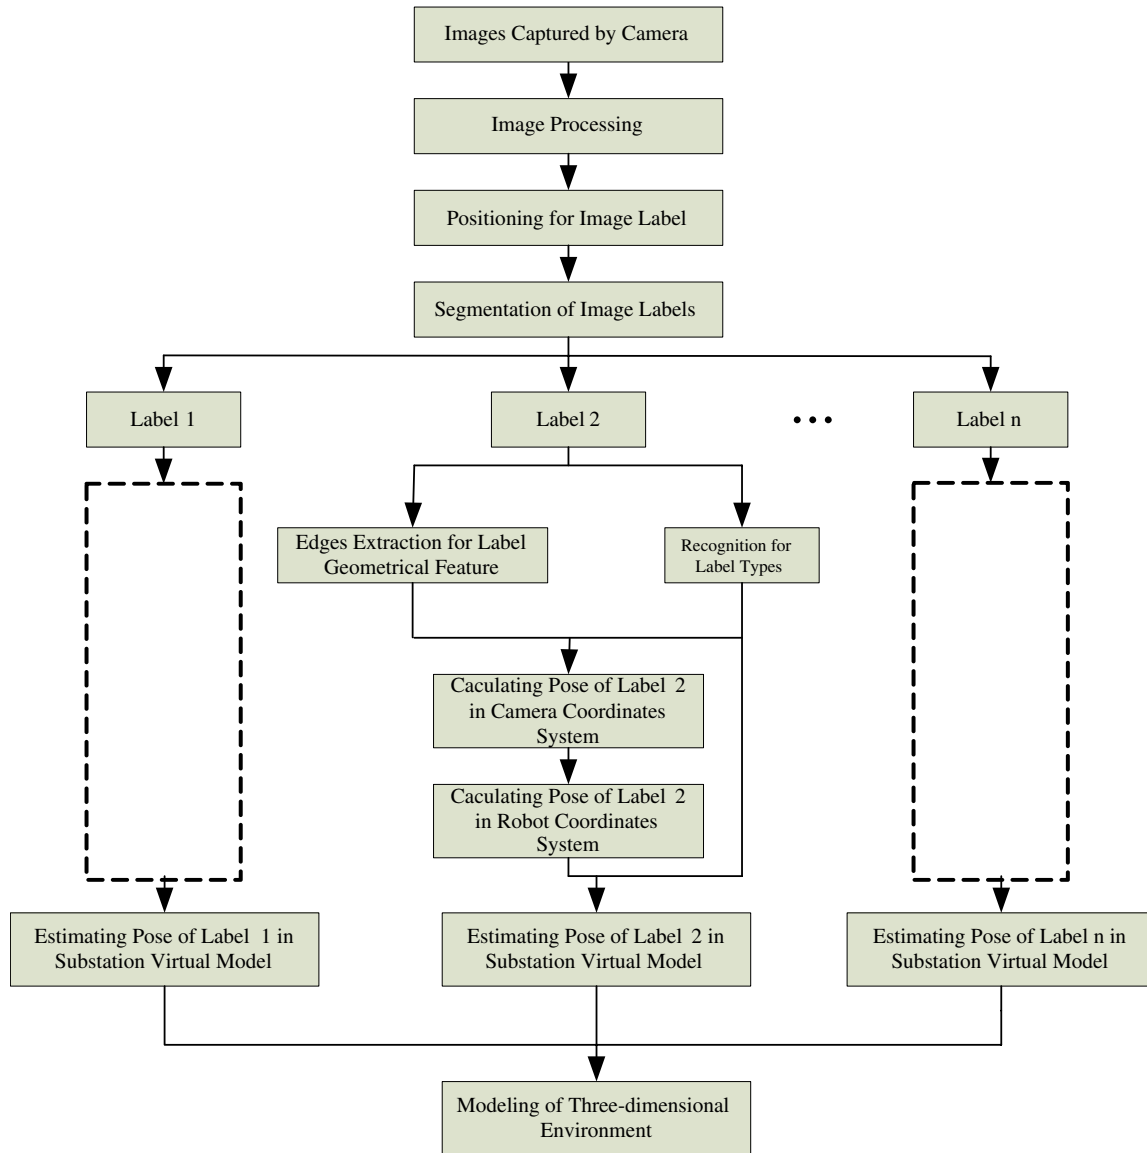 Images Captured by Camera
Image Processing
Positioning for Image Label
Segmentation of Image Labels
Label 1
Label 2
...
Label n
Edges Extraction for Label
Geometrical Feature
Recognition for
Label Types
Caculating Pose of Label 2
in Camera Coordinates
System
Caculating Pose of Label 2
in Robot Coordinates
System
Estimating Pose of Label 1 in
Substation Virtual Model
Estimating Pose of Label 2 in
Substation Virtual Model
Estimating Pose of Label n in
Substation Virtual Model
Modeling of Three-dimensional
Environment